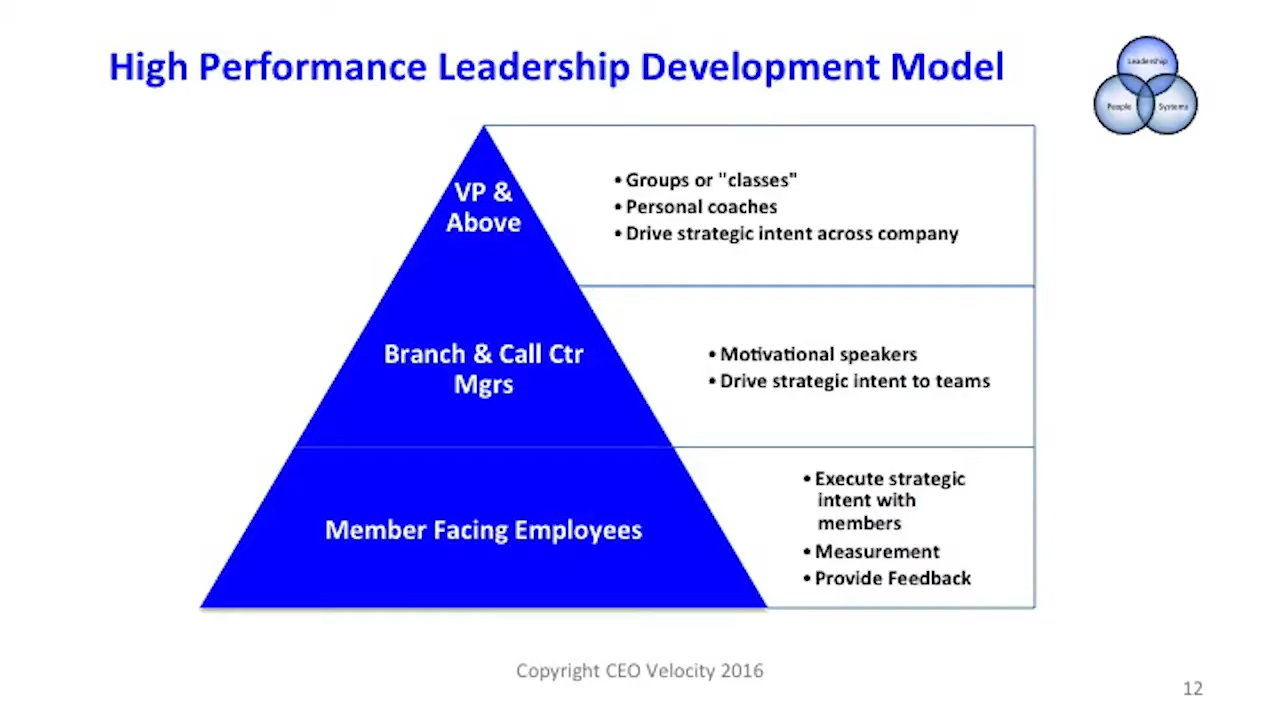 High Performance Leadership Development Model
Leadership
People
Systems
VP &
Above
• Groups or "classes"
• Personal coaches
• Drive strategic intent across company
Branch & Call Ctr
Mgrs
• Motivational speakers
• Drive strategic intent to teams
Member Facing Employees
• Execute strategic
intent with
members
• Measurement
• Provide Feedback
Copyright CEO Velocity 2016
12